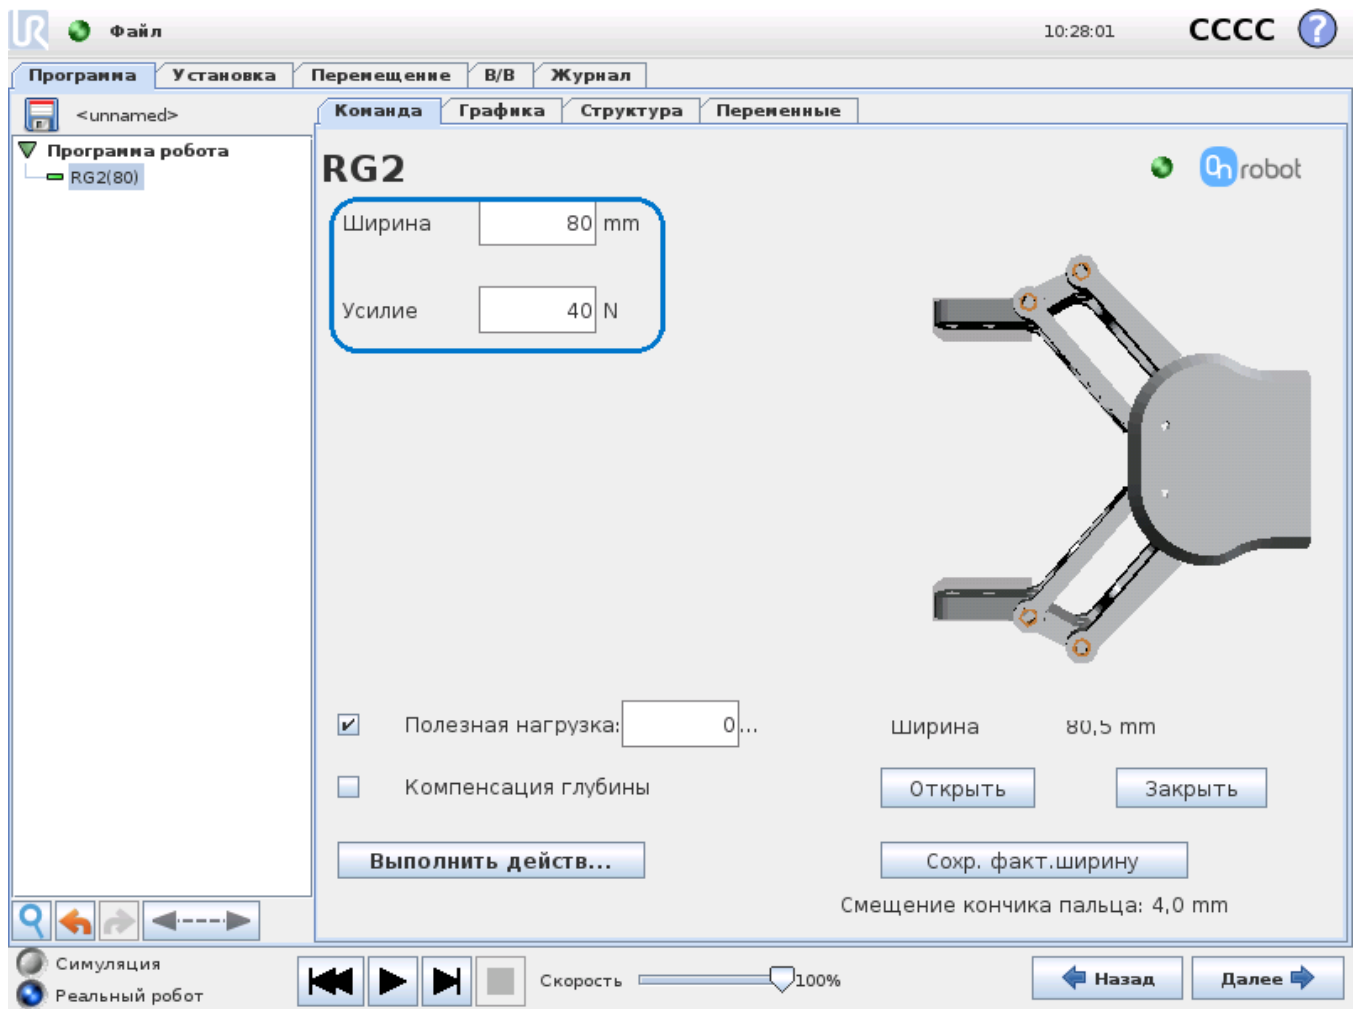 UR Файл 10:28:01 CCCC ?
Программа Установка Перемещение В/В Журнал
<unnamed> Команда Графика Структура Переменные
Программа робота
RG2(80)
RG2 On robot
Ширина 80 mm
Усилие 40 N
Полезная нагрузка: 0... Ширина 80,5 mm
Компенсация глубины Открыть Закрыть
Выполнить действ... Сохр. факт.ширину
Смещение кончика пальца: 4,0 mm
Симуляция
Реальный робот
Скорость 100% Назад Далее